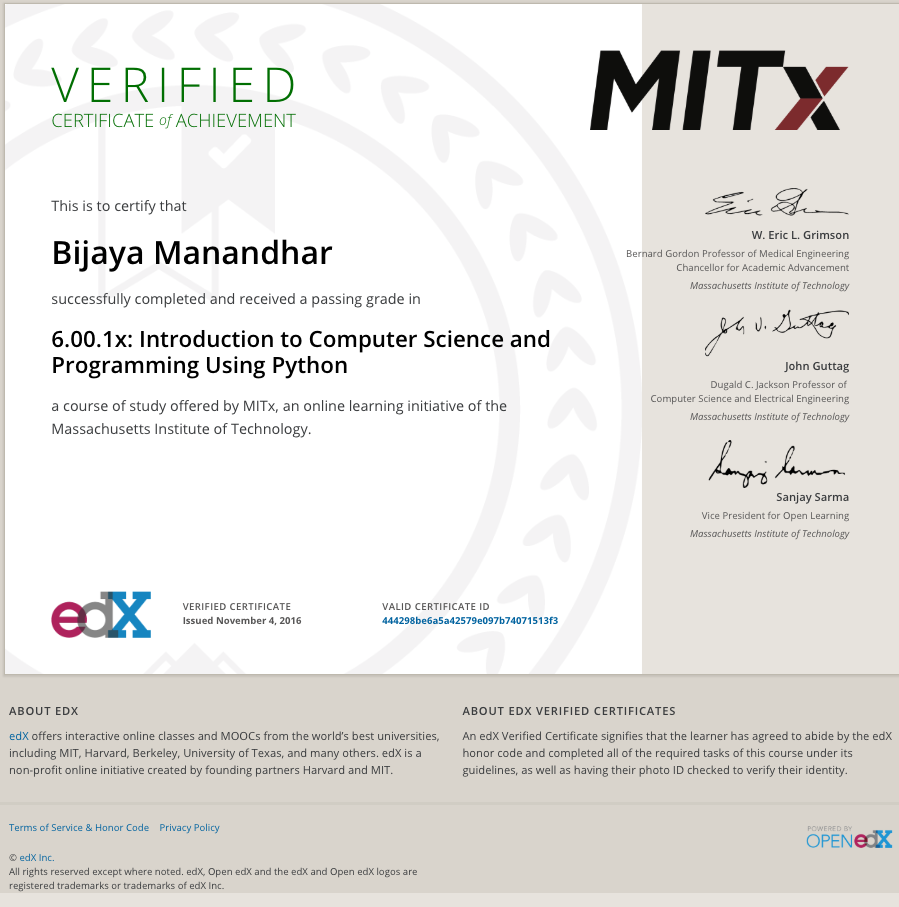 VERIFIED
CERTIFICATE of ACHIEVEMENT
MITx
This is to certify that
Bijaya Manandhar
successfully completed and received a passing grade in
6.00.1x: Introduction to Computer Science and
Programming Using Python
a course of study offered by MITx, an online learning initiative of the
Massachusetts Institute of Technology.
W. Eric L. Grimson
Bernard Gordon Professor of Medical Engineering
Chancellor for Academic Advancement
Massachusetts Institute of Technology
John V. Guttag
John Guttag
Dugald C. Jackson Professor of
Computer Science and Electrical Engineering
Massachusetts Institute of Technology
Sanjay Sarma
Sanjay Sarma
Vice President for Open Learning
Massachusetts Institute of Technology
edX
VERIFIED CERTIFICATE
Issued November 4, 2016
VALID CERTIFICATE ID
444298be6a5a42579e097b74071513f3
ABOUT EDX
edX offers interactive online classes and MOOCs from the world's best universities,
including MIT, Harvard, Berkeley, University of Texas, and many others. edX is a
non-profit online initiative created by founding partners Harvard and MIT.
ABOUT EDX VERIFIED CERTIFICATES
An edX Verified Certificate signifies that the learner has agreed to abide by the edX
honor code and completed all of the required tasks of this course under its
guidelines, as well as having their photo ID checked to verify their identity.
Terms of Service & Honor Code Privacy Policy
POWERED BY
OPEN edX
© edX Inc.
All rights reserved except where noted. edX, Open edX and the edX and Open edX logos are
registered trademarks or trademarks of edX Inc.